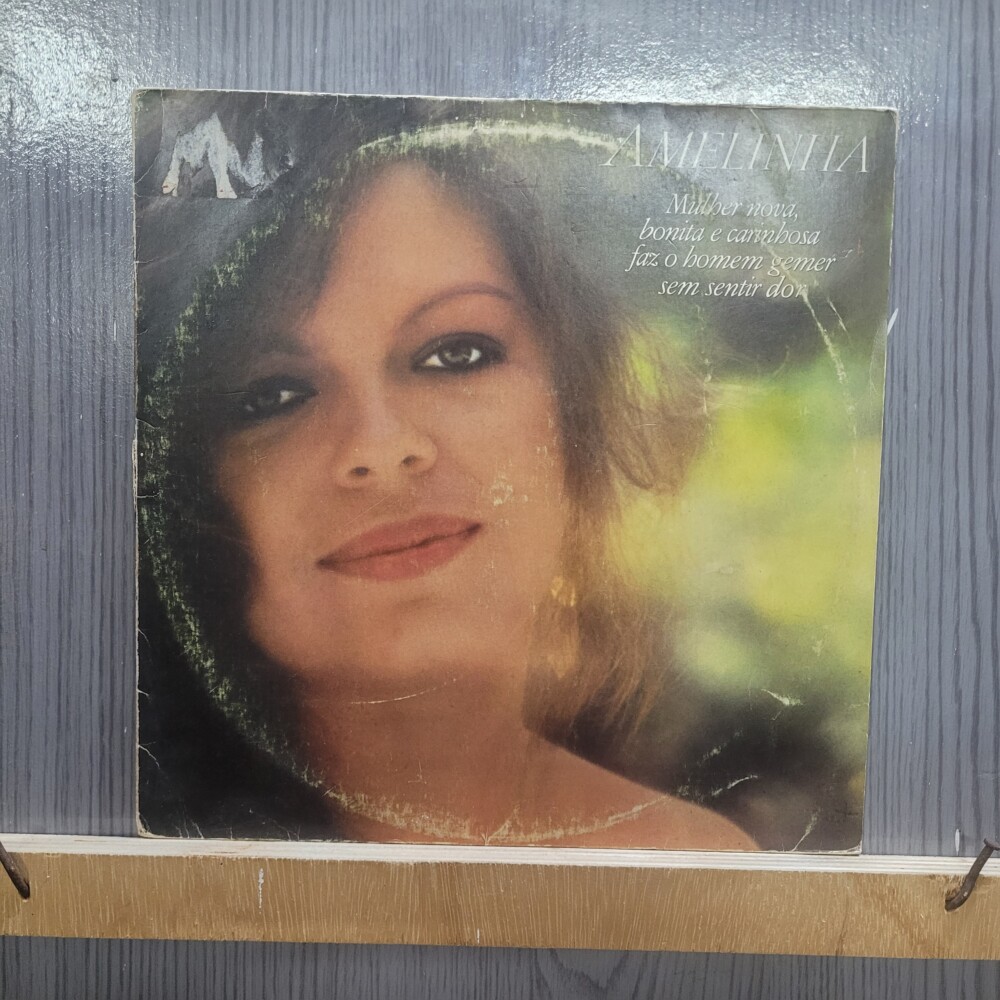 AMELINHA
Mulher nova,
bonita e carinhosa
faz o homem gemer
sem sentir dor